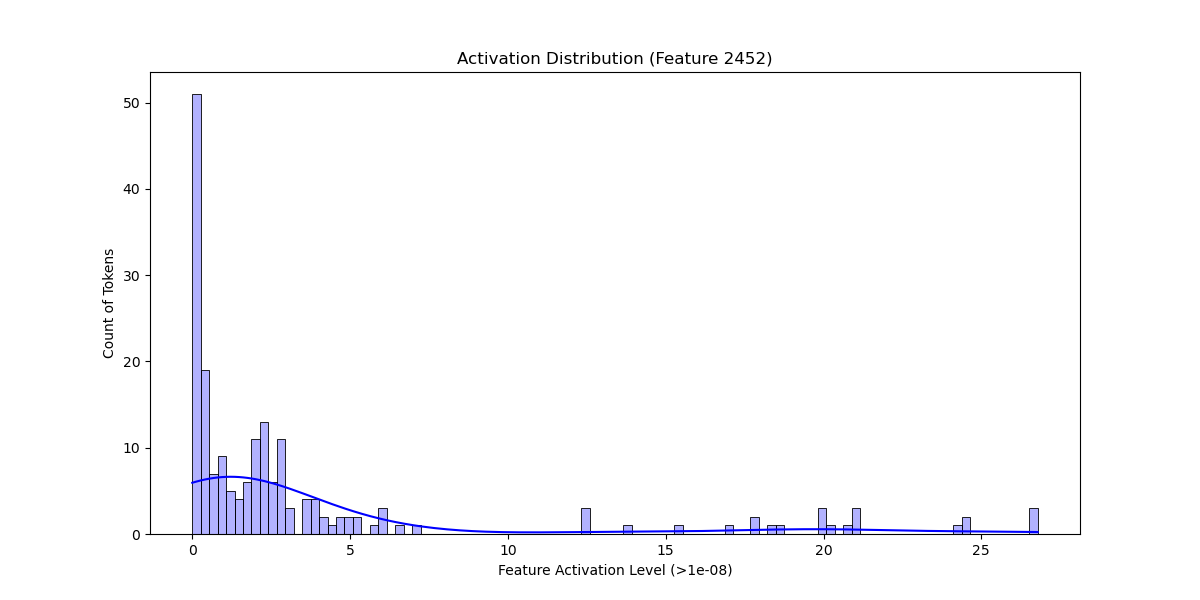 Activation Distribution (Feature 2452)
50
40
30
20
10
0
Count of Tokens
0 5 10 15 20 25
Feature Activation Level (>1e-08)